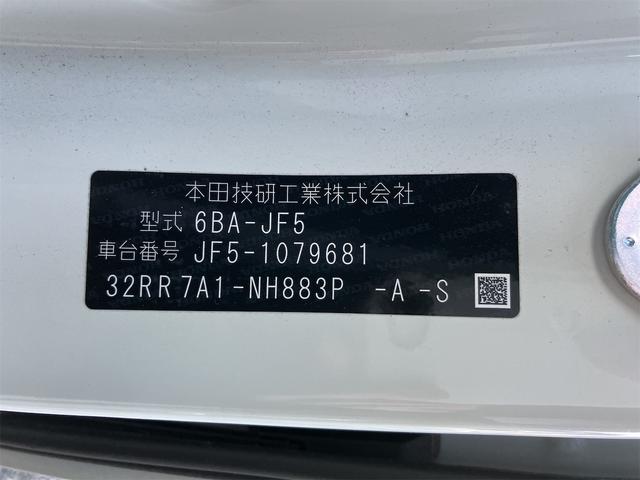 本田技研工業株式会社
型式 6BA-JF5
車台番号 JF5-1079681
32RR7A1-NH883P -A -S